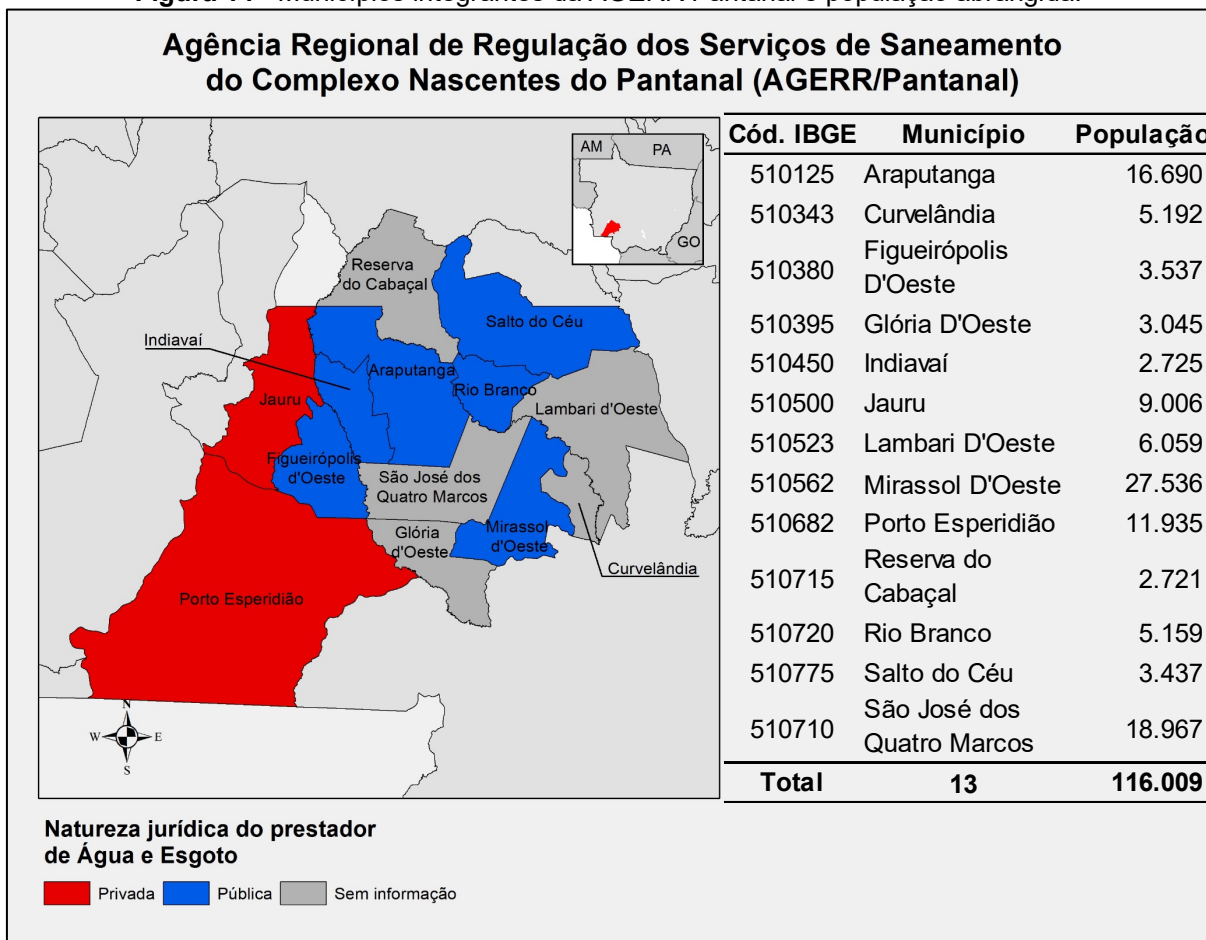 Agência Regional de Regulação dos Serviços de Saneamento
do Complexo Nascentes do Pantanal (AGERR/Pantanal)
AM
PA
GO
Reserva
do Cabaçal
Salto do Céu
Indiavaí
Araputanga
Rio Branco
Jauru
Lambari d'Oeste
Figueirópolis
d'Oeste
São José dos
Quatro Marcos
Glória
d'Oeste
Mirassol
d'Oeste
Curvelândia
Porto Esperidião
N
W
E
S
Cód. IBGE Município População
510125 Araputanga 16.690
510343 Curvelândia 5.192
510380 Figueirópolis D'Oeste 3.537
510395 Glória D'Oeste 3.045
510450 Indiavaí 2.725
510500 Jauru 9.006
510523 Lambari D'Oeste 6.059
510562 Mirassol D'Oeste 27.536
510682 Porto Esperidião 11.935
510715 Reserva do Cabaçal 2.721
510720 Rio Branco 5.159
510775 Salto do Céu 3.437
510710 São José dos Quatro Marcos 18.967
Total 13 116.009
Natureza jurídica do prestador
de Água e Esgoto
Privada Pública Sem informação